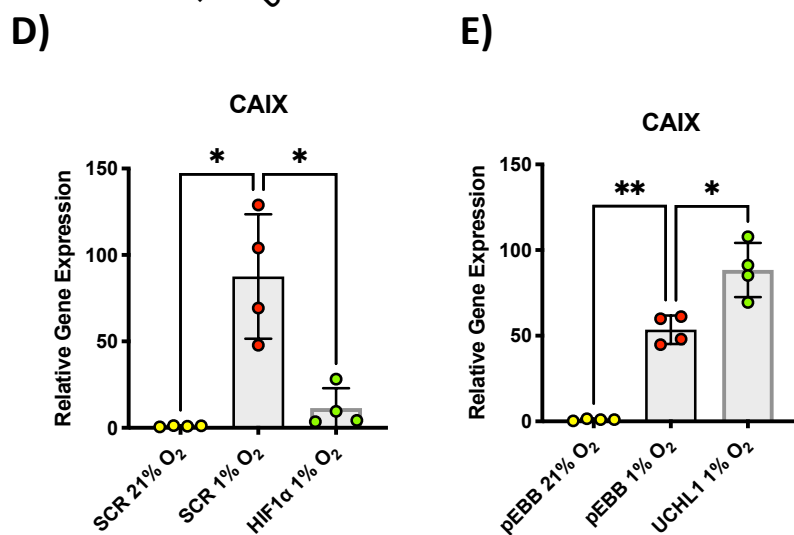 D)
CAIX
Relative Gene Expression
150
100
50
0
*
*
SCR 21% O₂
SCR 1% O₂
HIF1α 1% O₂
E)
CAIX
Relative Gene Expression
150
100
50
0
**
*
pEBB 21% O₂
pEBB 1% O₂
UCHL1 1% O₂